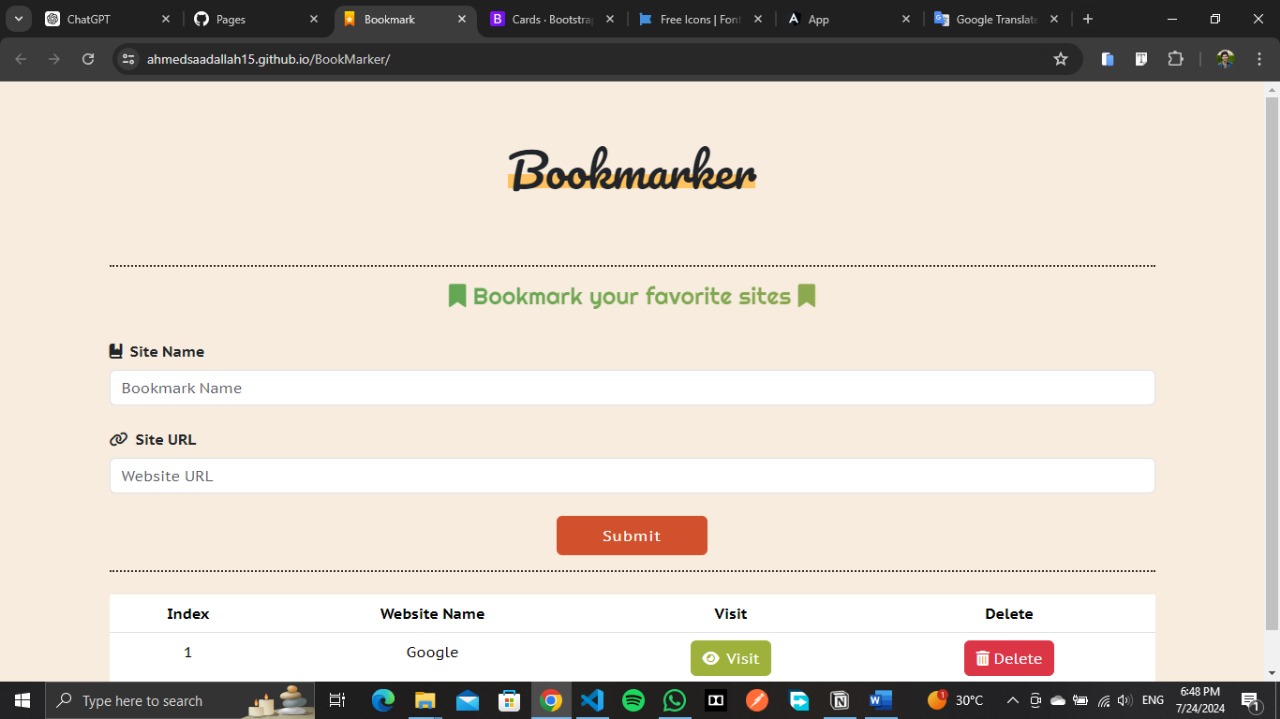 ChatGPT
Pages
Bookmark
Cards · Bootstrap
Free Icons | Font
App
Google Translate
ahmedsaadallah15.github.io/BookMarker/
Bookmarker
Bookmark your favorite sites
Site Name
Bookmark Name
Site URL
Website URL
Submit
Index Website Name Visit Delete
1 Google Visit Delete
Type here to search
1
30°C
ENG
6:48 PM
7/24/2024
1